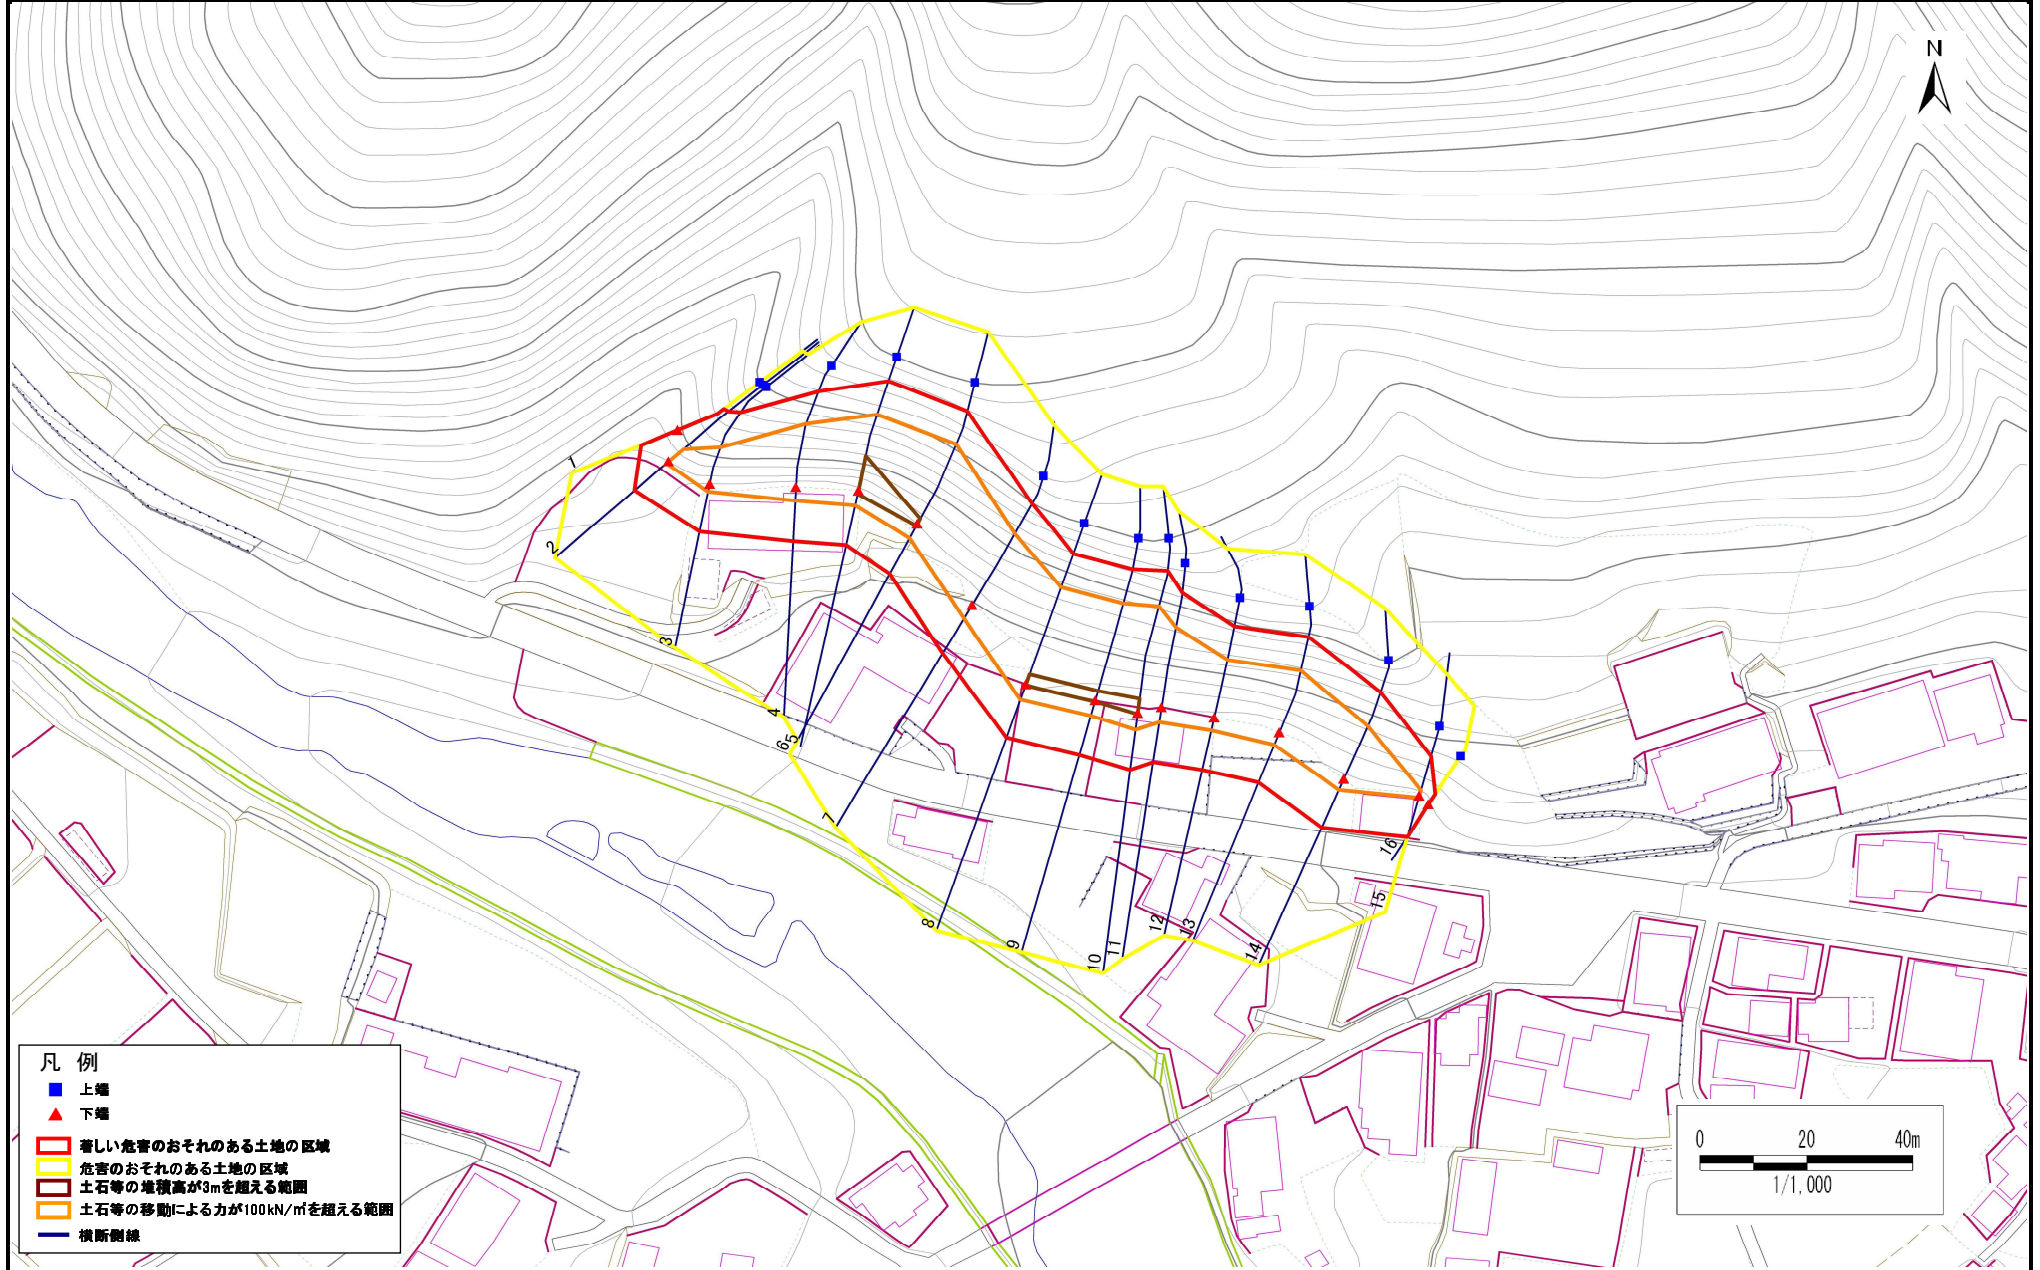 N
1
2
3
4
5
6
7
8
9
10
11
12
13
14
15
16
凡 例
上端
下端
著しい危害のおそれのある土地の区域
危害のおそれのある土地の区域
土石等の堆積高が3mを超える範囲
土石等の移動による力が100kN/㎡を超える範囲
横断側線
0 20 40m
1/1,000